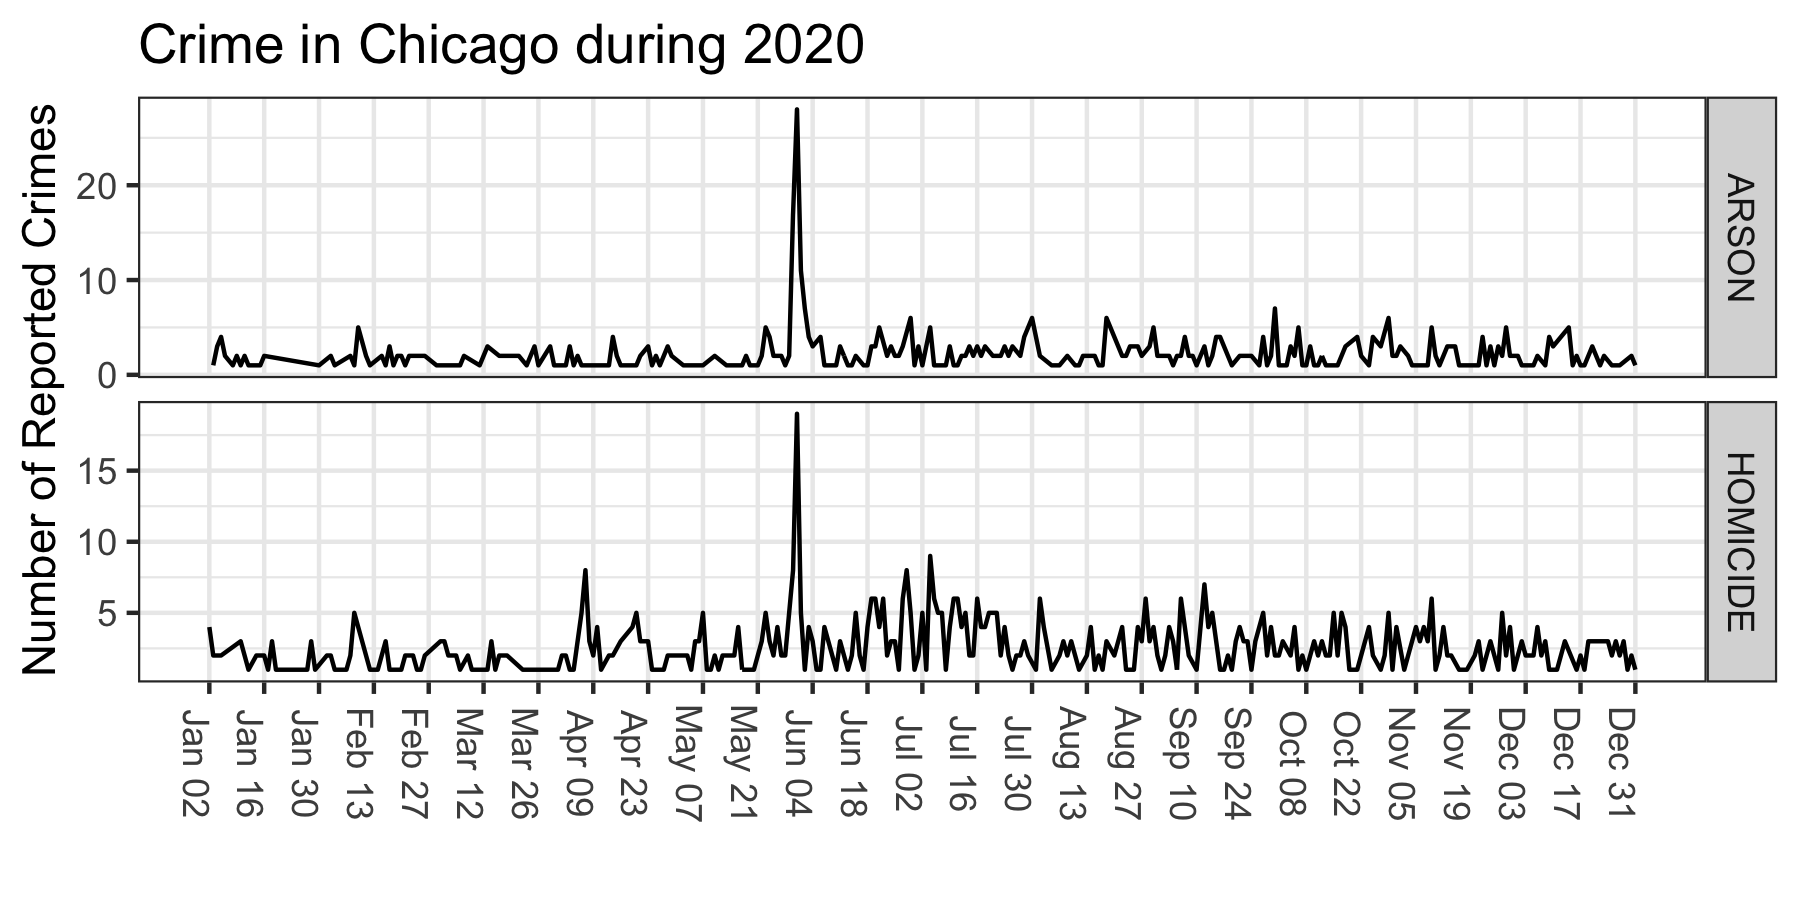 Crime in Chicago during 2020
Number of Reported Crimes
20
10
0
ARSON
15
10
5
HOMICIDE
Jan 02
Jan 16
Jan 30
Feb 13
Feb 27
Mar 12
Mar 26
Apr 09
Apr 23
May 07
May 21
Jun 04
Jun 18
Jul 02
Jul 16
Jul 30
Aug 13
Aug 27
Sep 10
Sep 24
Oct 08
Oct 22
Nov 05
Nov 19
Dec 03
Dec 17
Dec 31